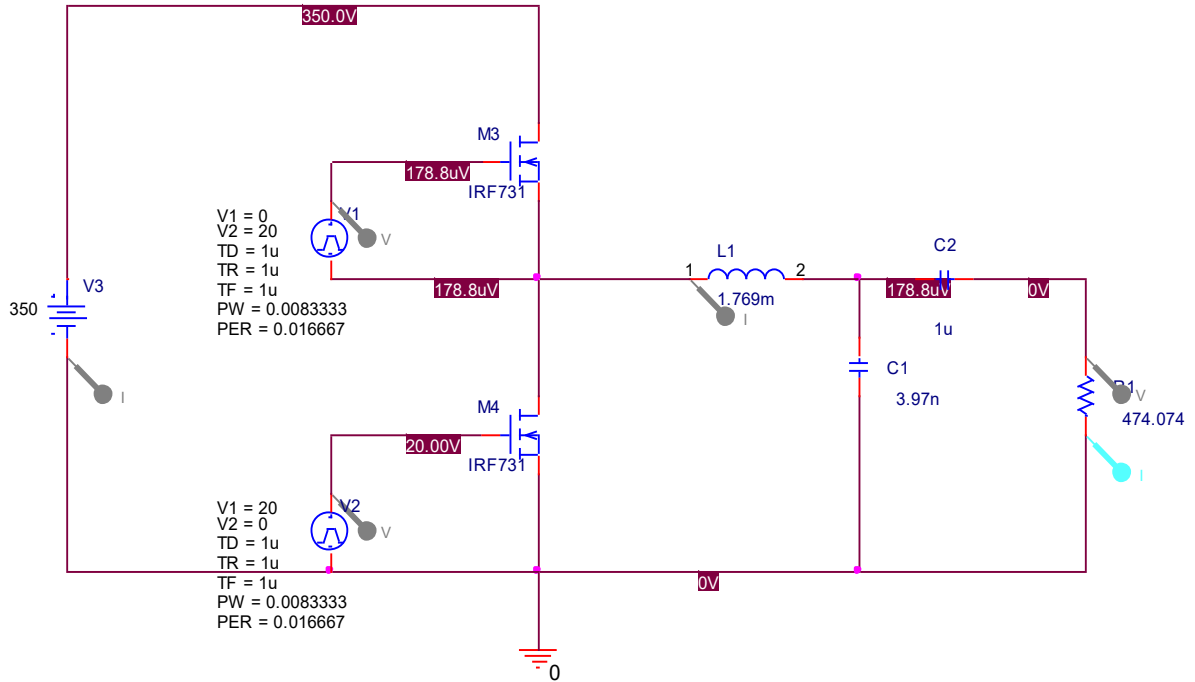 350.0V
M3
178.8uV
IRF731
V1
V1 = 0
V2 = 20
TD = 1u
TR = 1u
TF = 1u
PW = 0.0083333
PER = 0.016667
V
C2
L1
1
2
V3
178.8uV
178.8uV
0V
350
1.769m
I
1u
C1
3.97n
I
M4
R1
V
474.074
20.00V
IRF731
I
V2
V1 = 20
V2 = 0
TD = 1u
TR = 1u
TF = 1u
PW = 0.0083333
PER = 0.016667
V
0V
0